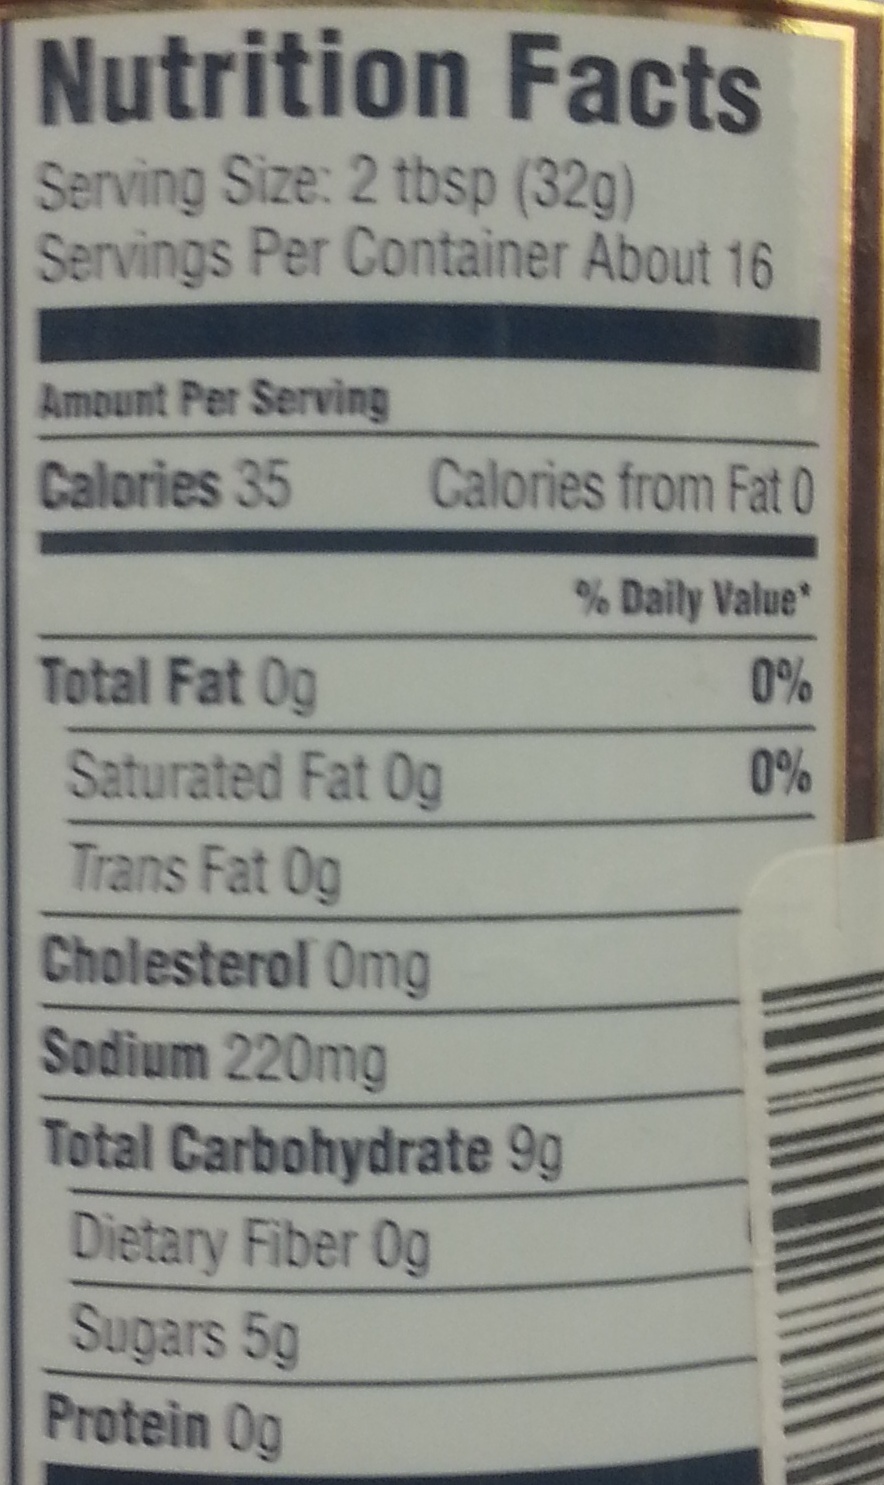 Nutrition Facts
Serving Size: 2 tbsp (32g)
Servings Per Container About 16
Amount Per Serving
Calories 35 Calories from Fat 0
% Daily Value*
Total Fat 0g 0%
Saturated Fat 0g 0%
Trans Fat 0g
Cholesterol 0mg
Sodium 220mg
Total Carbohydrate 9g
Dietary Fiber 0g
Sugars 5g
Protein 0g